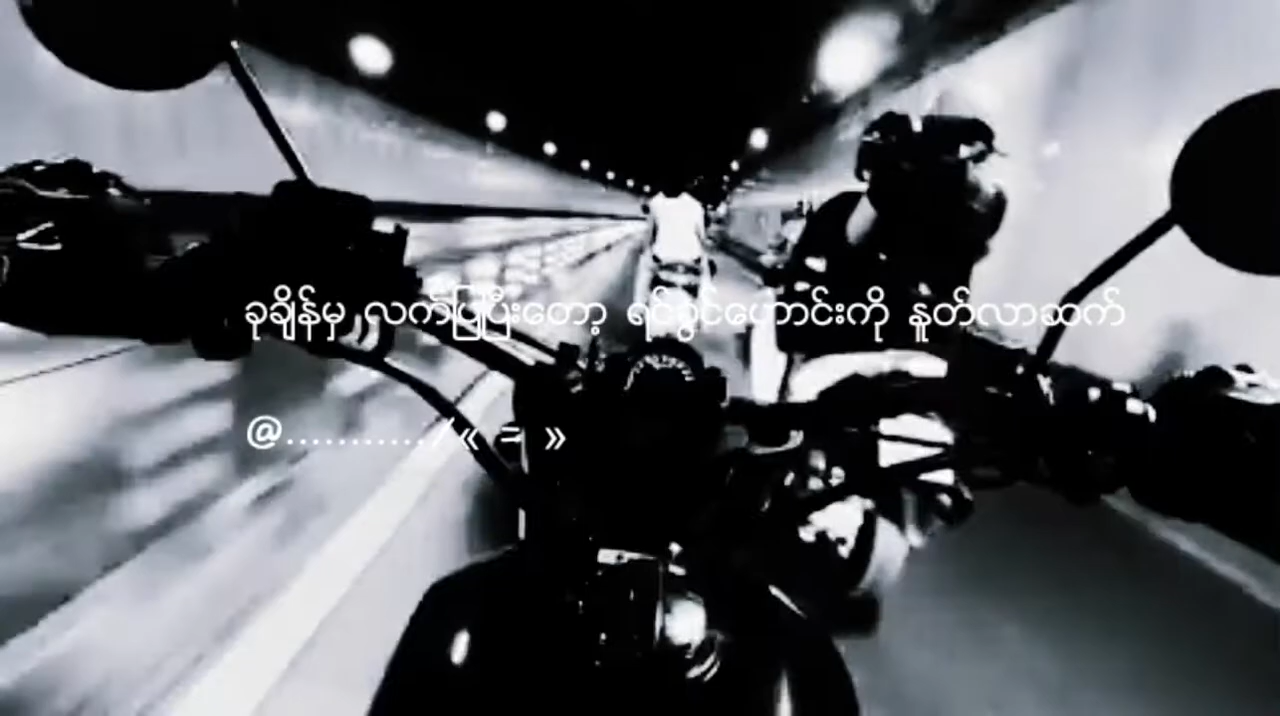 ခုချိန်မှ လက်ပြပြီးတော့ ရင်ခွင်ဟောင်းကို နူတ်လာဆက်
@............/« = »